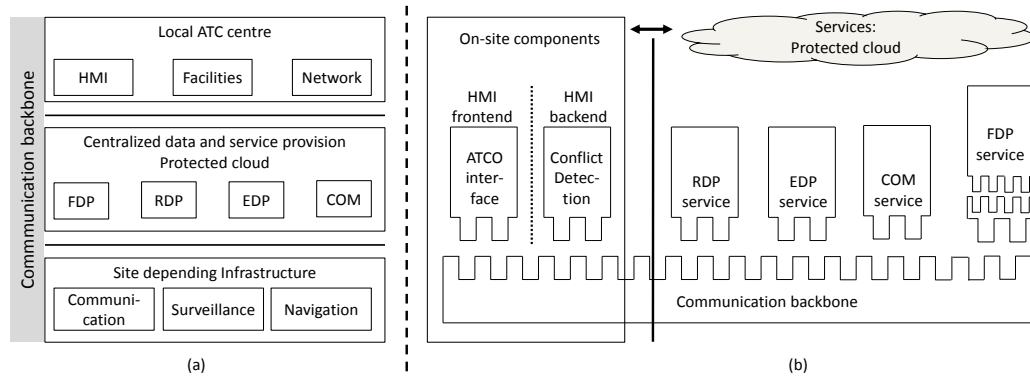 Commmunication backbone
Local ATC centre
HMI
Facilities
Network
Centralized data and service provision
Protected cloud
FDP
RDP
EDP
COM
Site depending Infrastructure
Communi-
cation
Surveillance
Navigation
(a)
On-site components
Services:
Protected cloud
HMI
frontend
HMI
backend
ATCO
inter-
face
Conflict
Detec-
tion
RDP
service
EDP
service
COM
service
FDP
service
Communication backbone
(b)